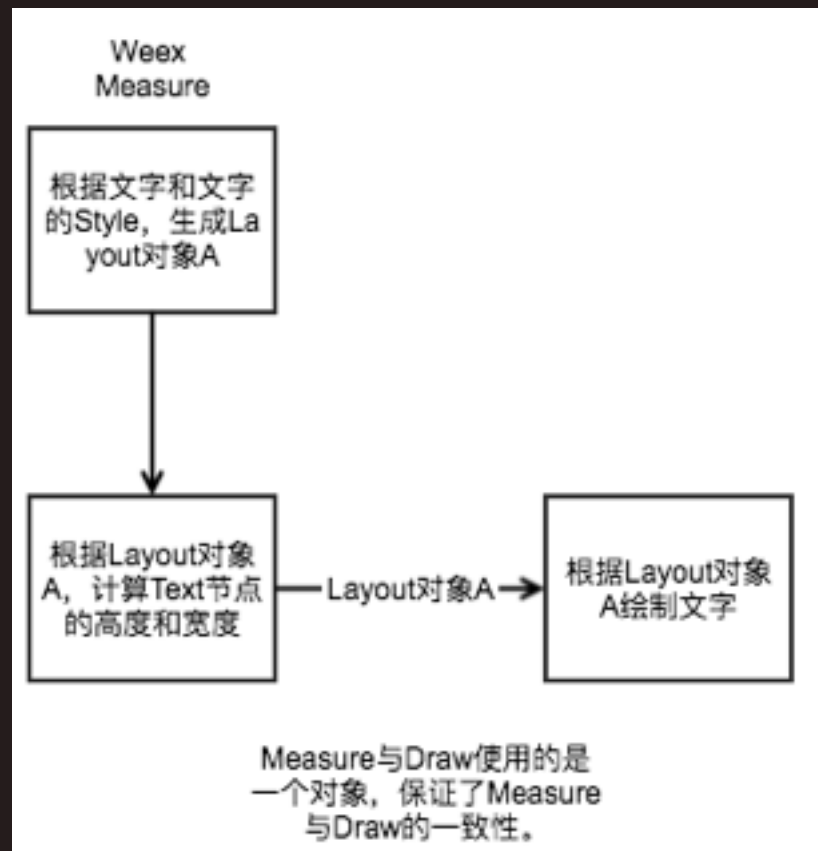 Weex
Measure
根据文字和文字
的Style，生成La
yout对象A
根据Layout对象
A，计算Text节点
的高度和宽度
Layout对象A
根据Layout对象
A绘制文字
Measure与Draw使用的是
一个对象，保证了Measure
与Draw的一致性。